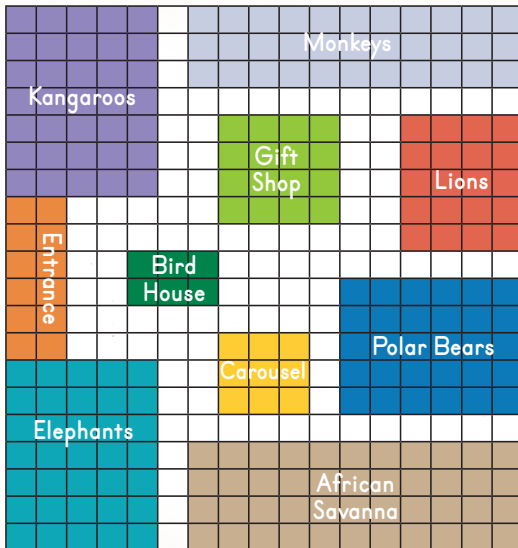 Monkeys
Kangaroos
Gift
Shop
Lions
Entrance
Bird
House
Polar Bears
Carousel
Elephants
African
Savanna